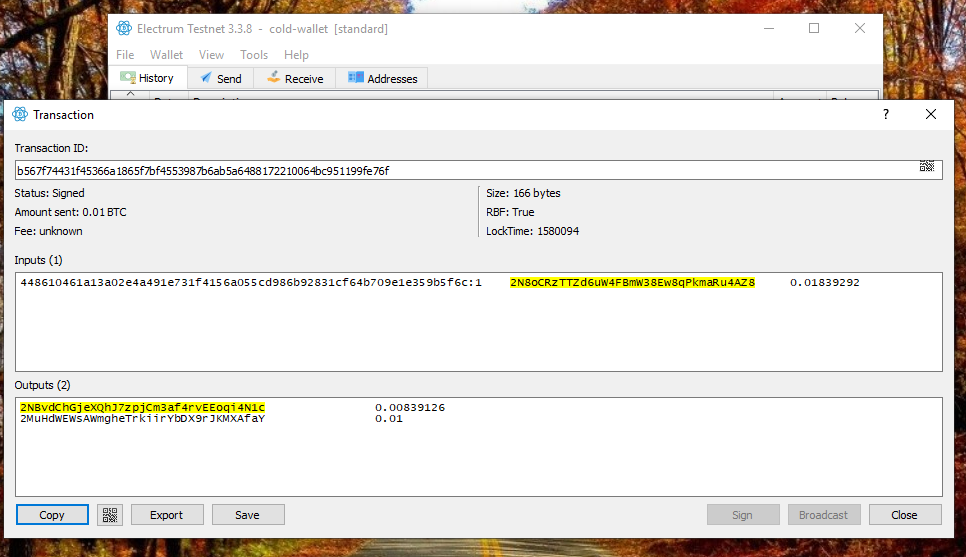 Electrum Testnet 3.3.8 - cold-wallet [standard]
File Wallet View Tools Help
History Send Receive Addresses
Transaction
Transaction ID:
b567f74431f45366a1865f7bf4553987b6ab5a6488172210064bc951199fe76f
Status: Signed
Amount sent: 0.01 BTC
Fee: unknown
Size: 166 bytes
RBF: True
LockTime: 1580094
Inputs (1)
448610461a13a02e4a491e731f4156a055cd986b92831cf64b709e1e359b5f6c:1 2N8oCRzTTZd6uW4FBmW38Ew8qPkmaRu4AZ8 0.01839292
Outputs (2)
2NBvdChGjeXQhJ7zpjCm3af4rvEEoqi4N1c 0.00839126
2MuHdWEWsAWmgheTrkiirYbDX9rJKMXAfaY 0.01
Copy Export Save Sign Broadcast Close